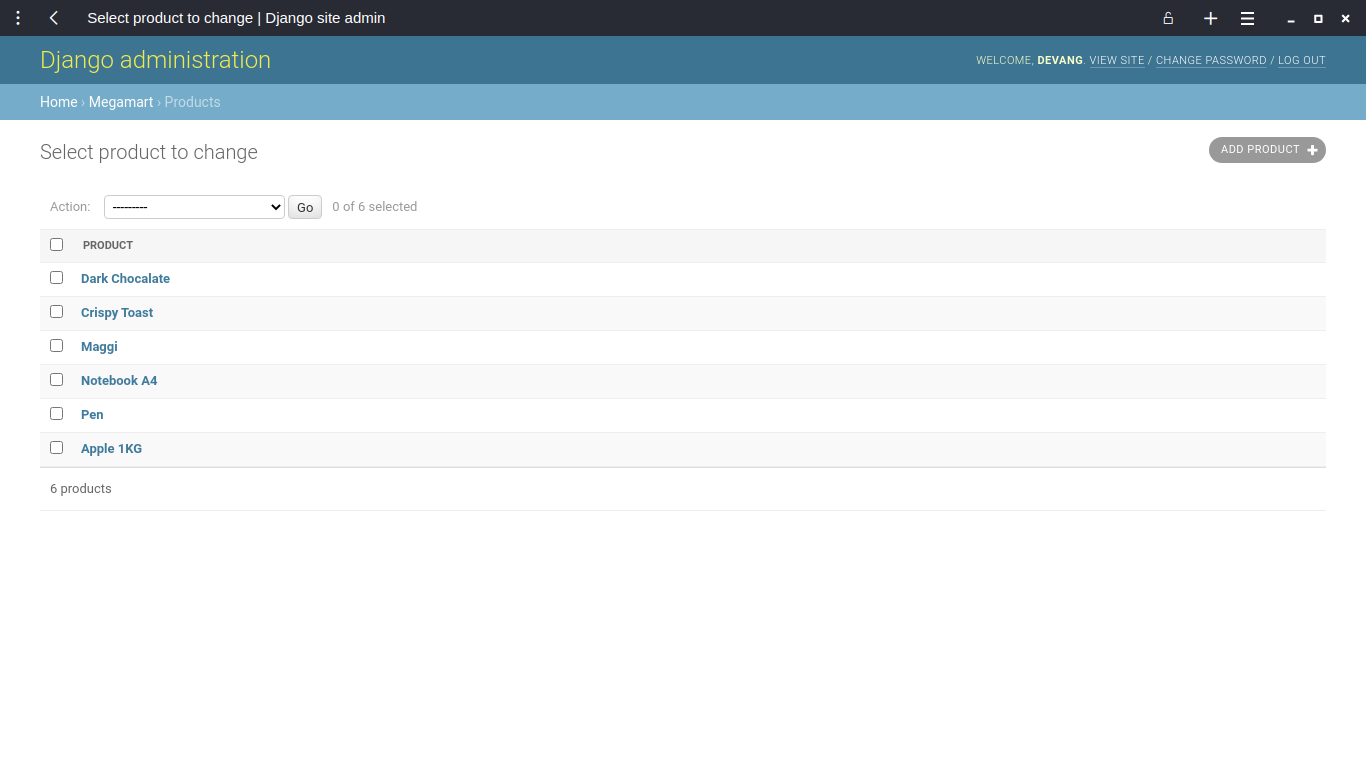 Select product to change | Django site admin
Django administration
WELCOME, DEVANG. VIEW SITE / CHANGE PASSWORD / LOG OUT
Home › Megamart › Products
Select product to change
ADD PRODUCT
Action: --------- Go 0 of 6 selected
PRODUCT
Dark Chocalate
Crispy Toast
Maggi
Notebook A4
Pen
Apple 1KG
6 products